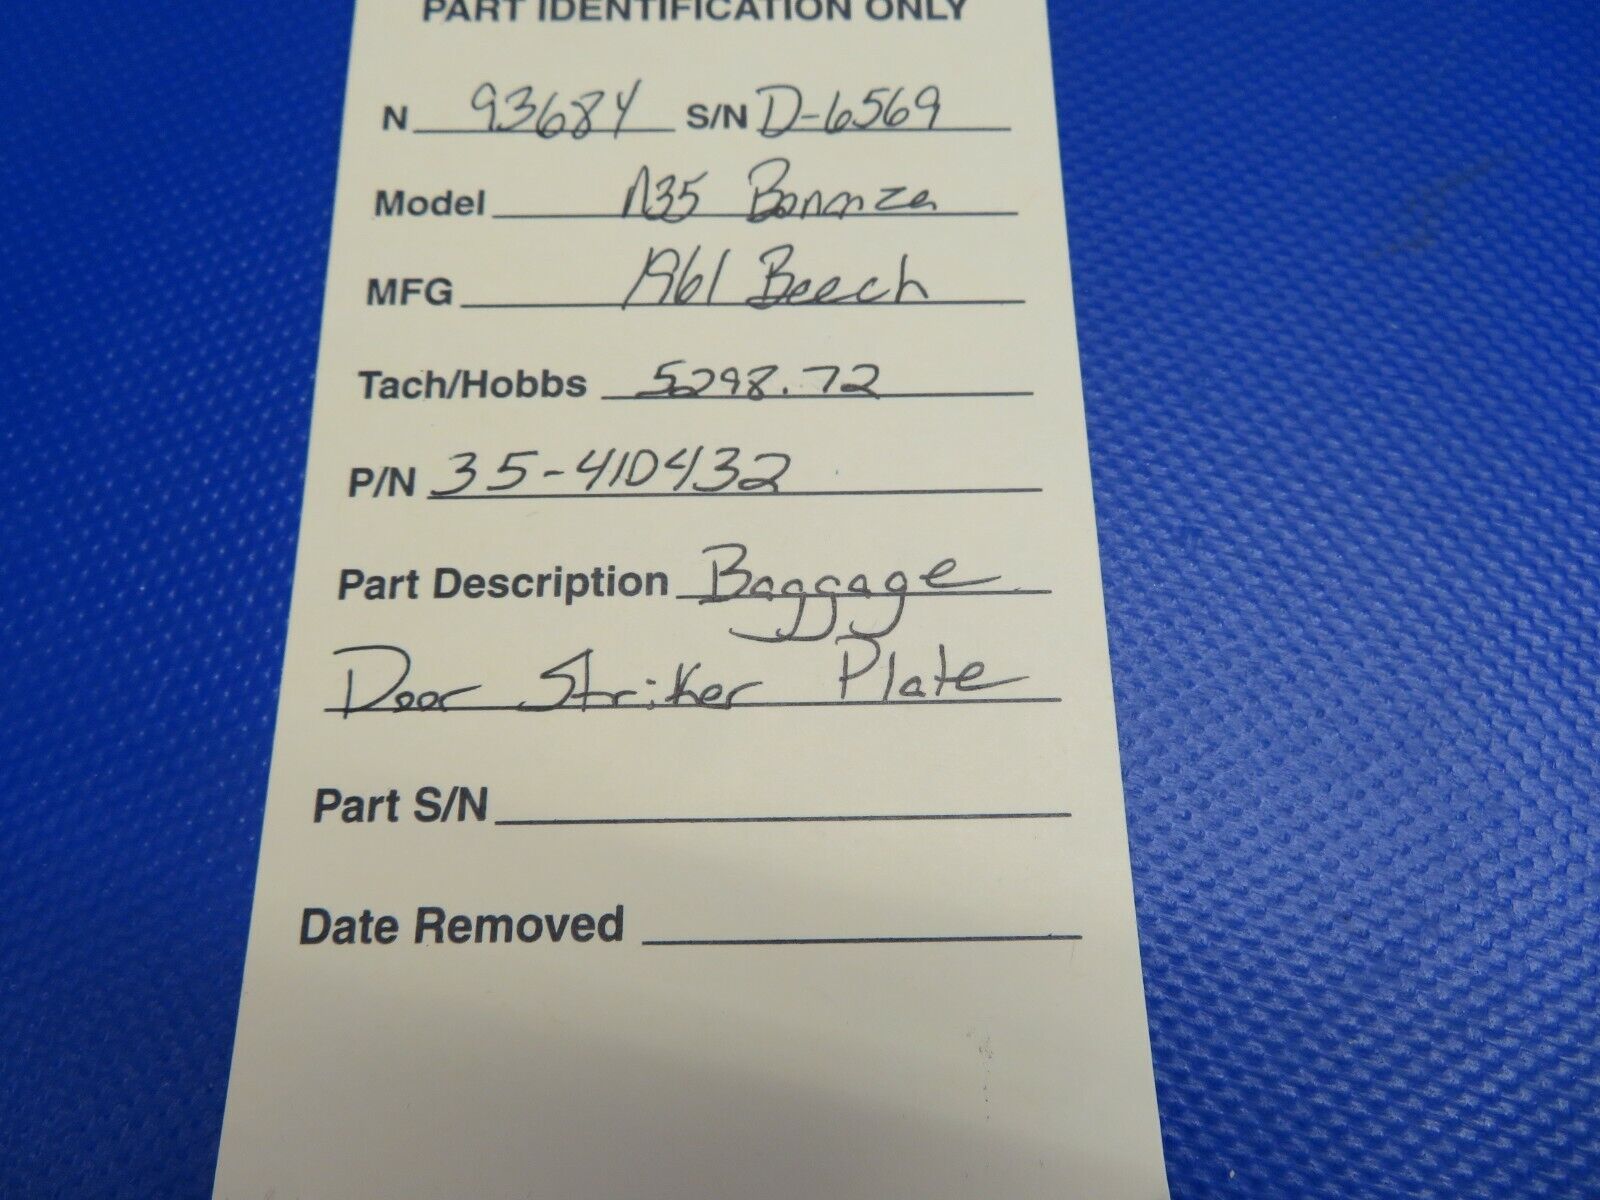 PART IDENTIFICATION ONLY
N 93684 S/N D-6569
Model N35 Bonanza
MFG 1961 Beech
Tach/Hobbs 5298.72
P/N 35-410432
Part Description Baggage
Door Striker Plate
Part S/N
Date Removed